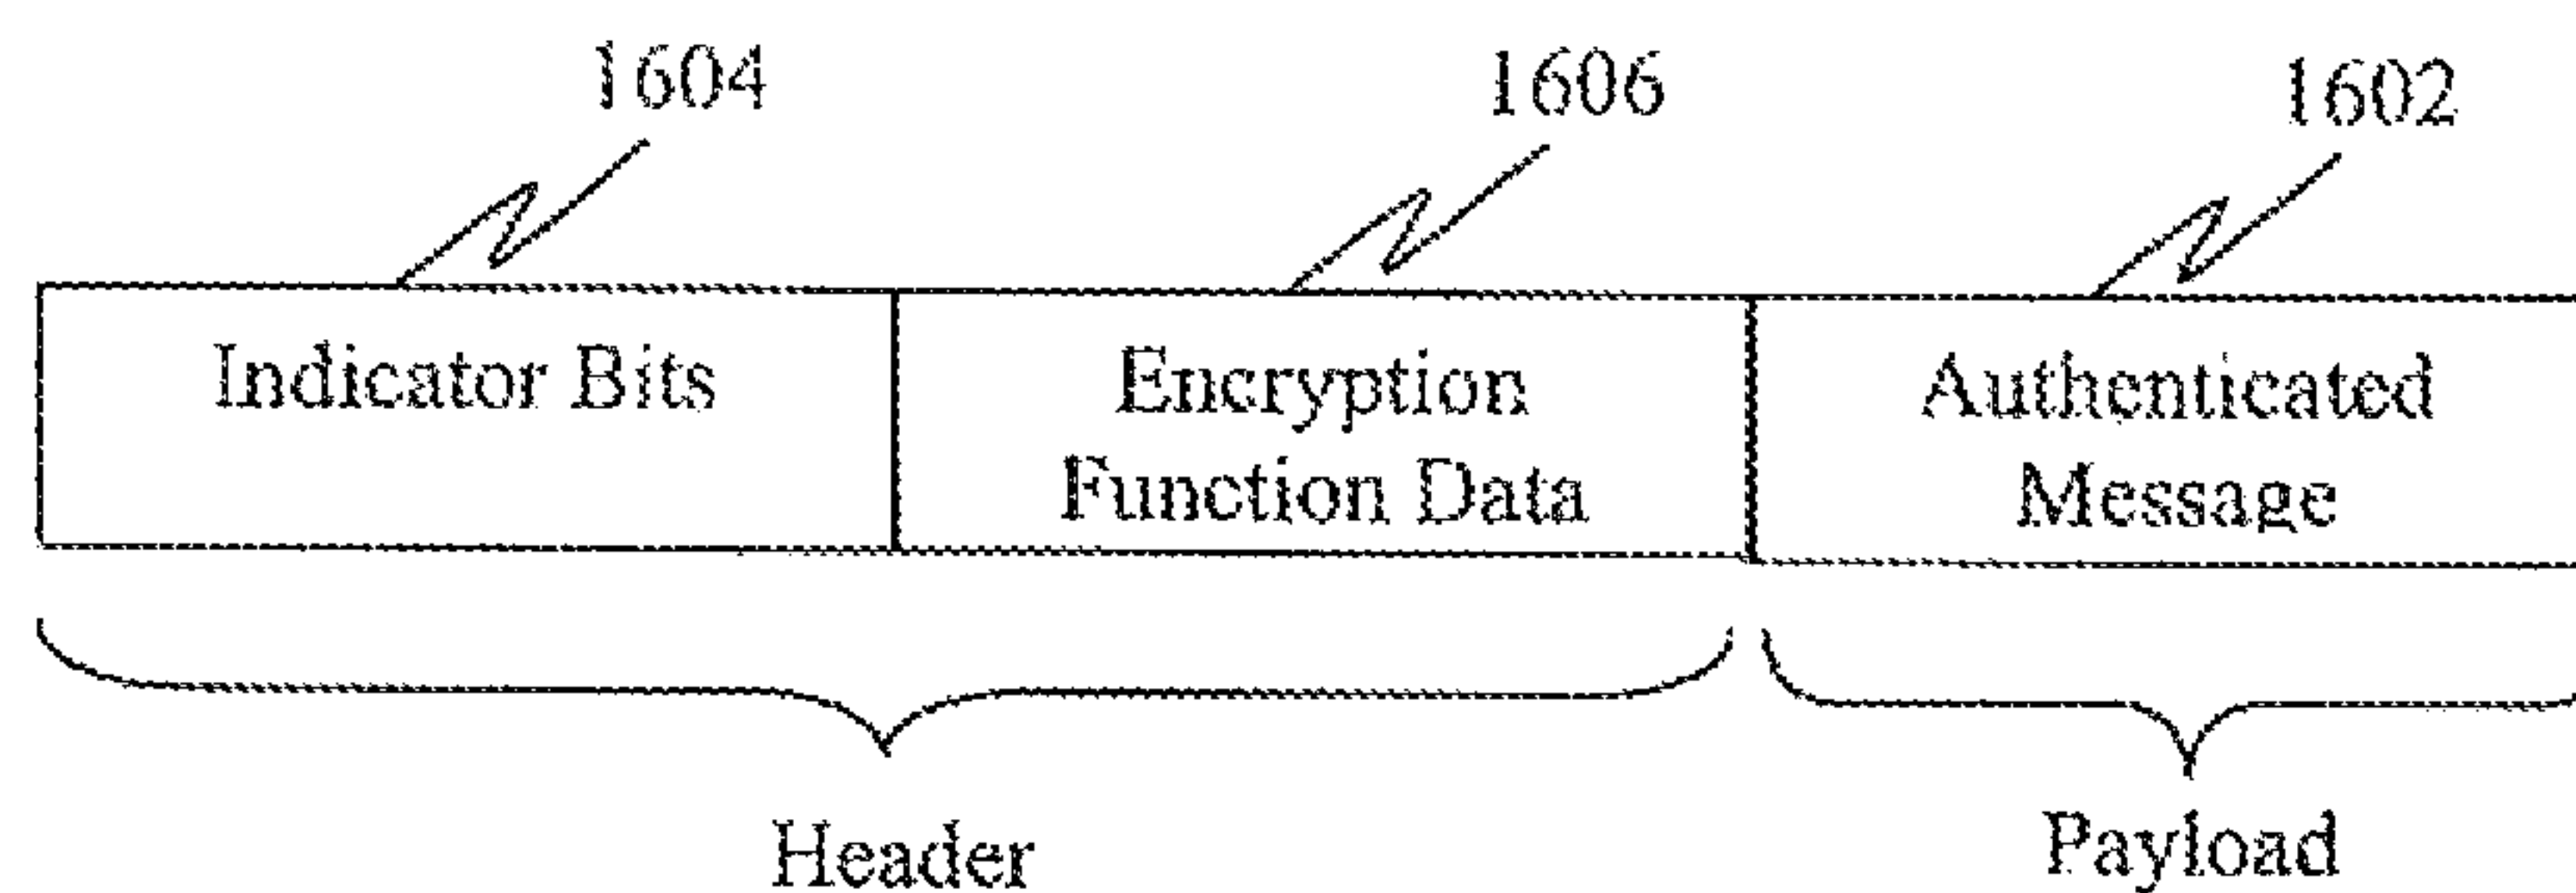 1604
1606
1602
Indicator Bits
Encryption
Function Data
Authenticated
Message
Header
Payload